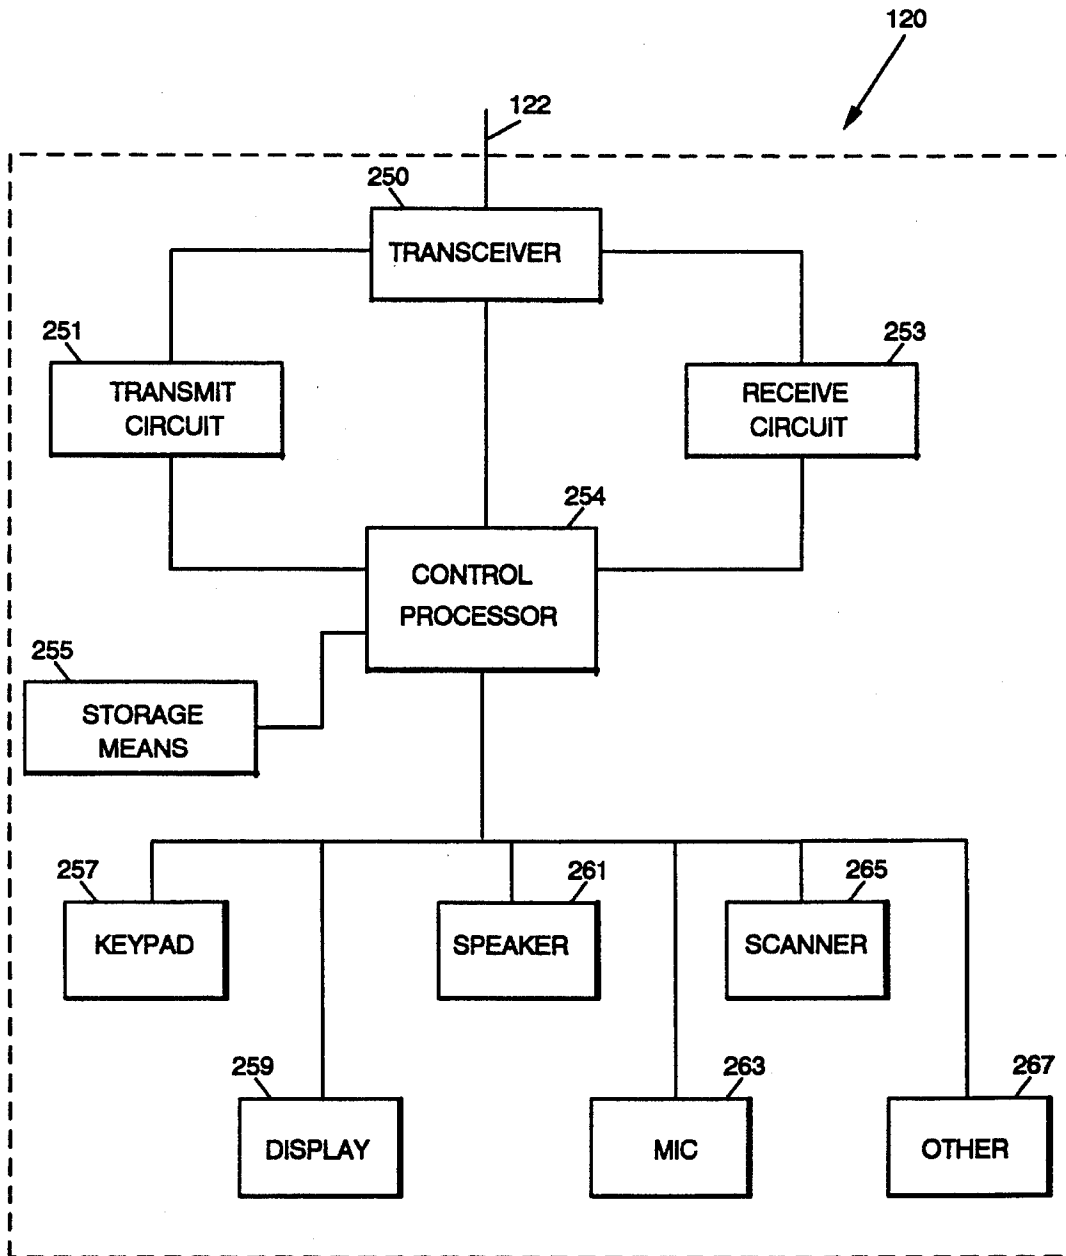 120
122
250
TRANSCEIVER
251
TRANSMIT
CIRCUIT
253
RECEIVE
CIRCUIT
254
CONTROL
PROCESSOR
255
STORAGE
MEANS
257
KEYPAD
261
SPEAKER
265
SCANNER
259
DISPLAY
263
MIC
267
OTHER